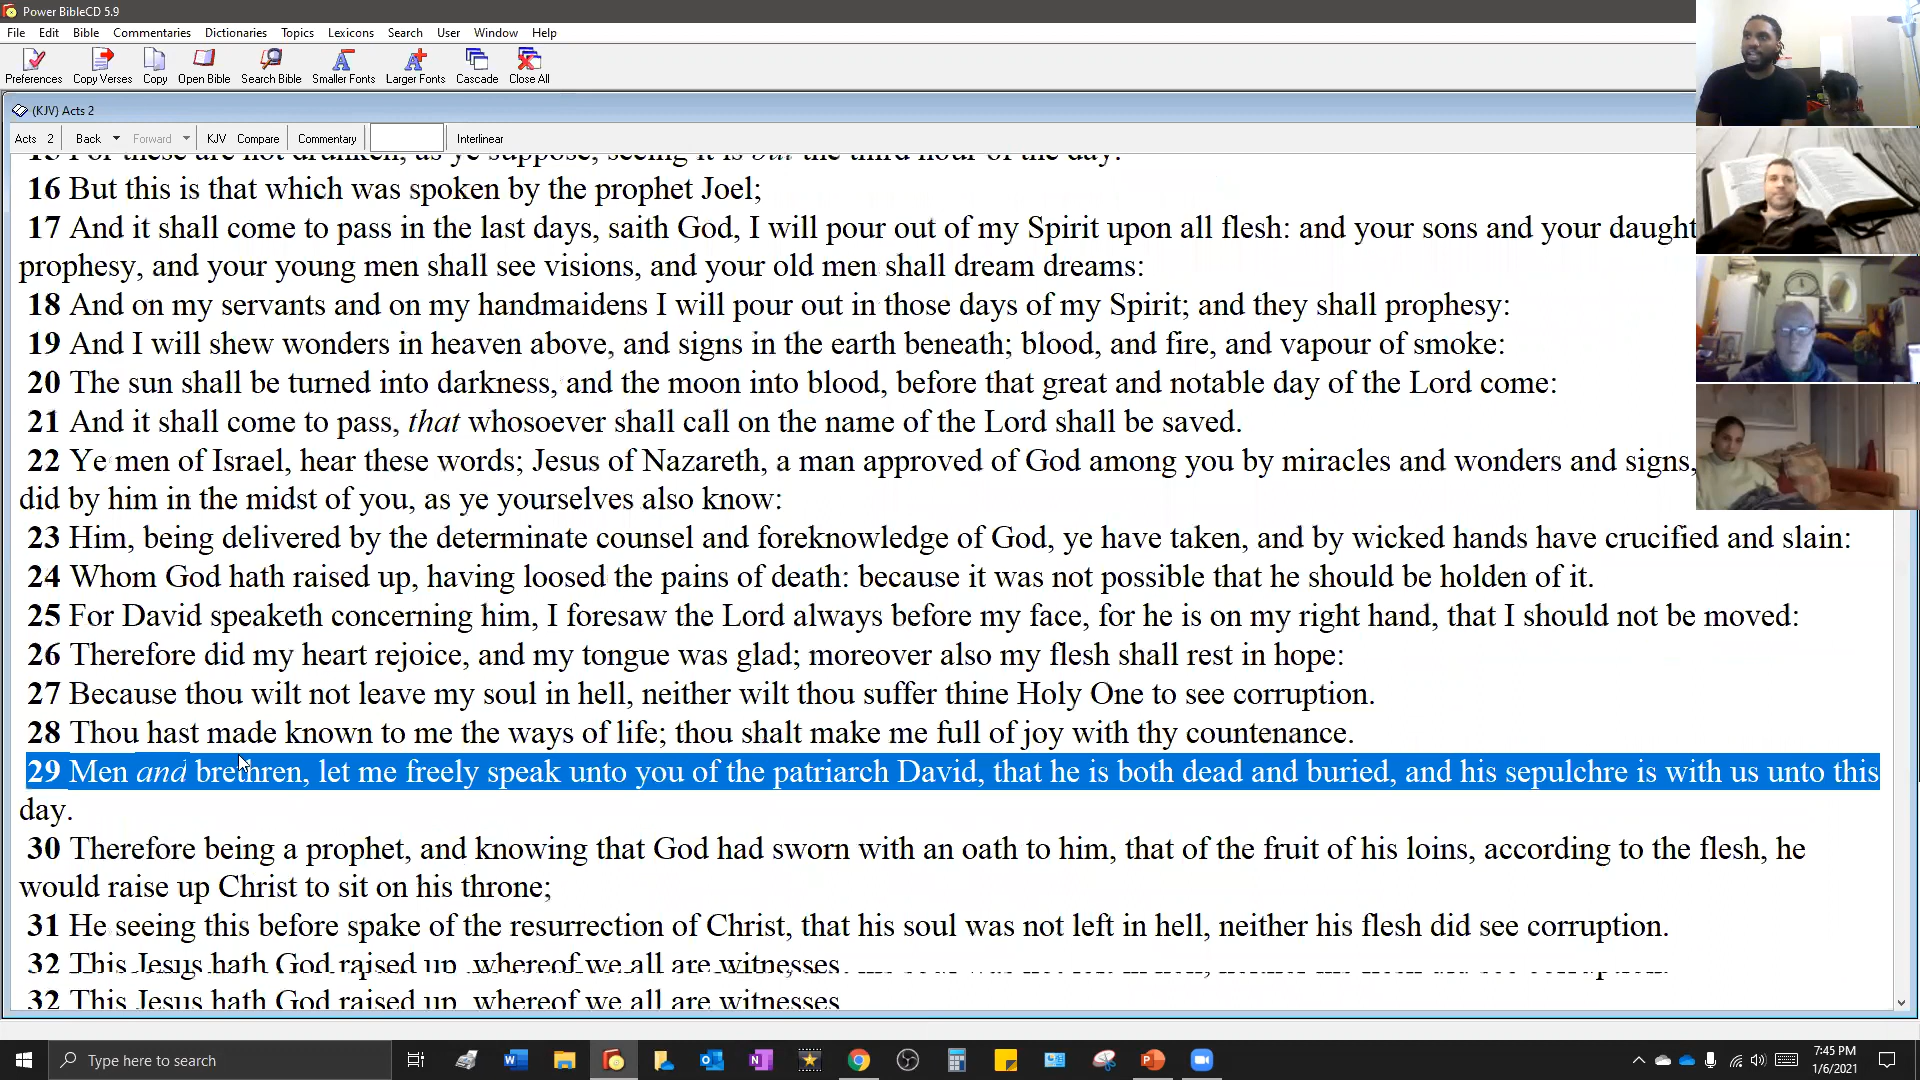 Power BibleCD 5.9
File Edit Bible Commentaries Dictionaries Topics Lexicons Search User Window Help
Preferences Copy Verses Copy Open Bible Search Bible Smaller Fonts Larger Fonts Cascade Close All
(KJV) Acts 2
Acts 2 Back Forward KJV Compare Commentary Interlinear
15 For these are not drunken, as ye suppose, seeing it is but the third hour of the day.
16 But this is that which was spoken by the prophet Joel;
17 And it shall come to pass in the last days, saith God, I will pour out of my Spirit upon all flesh: and your sons and your daught
prophesy, and your young men shall see visions, and your old men shall dream dreams:
18 And on my servants and on my handmaidens I will pour out in those days of my Spirit; and they shall prophesy:
19 And I will shew wonders in heaven above, and signs in the earth beneath; blood, and fire, and vapour of smoke:
20 The sun shall be turned into darkness, and the moon into blood, before that great and notable day of the Lord come:
21 And it shall come to pass, that whosoever shall call on the name of the Lord shall be saved.
22 Ye men of Israel, hear these words; Jesus of Nazareth, a man approved of God among you by miracles and wonders and signs,
did by him in the midst of you, as ye yourselves also know:
23 Him, being delivered by the determinate counsel and foreknowledge of God, ye have taken, and by wicked hands have crucified and slain:
24 Whom God hath raised up, having loosed the pains of death: because it was not possible that he should be holden of it.
25 For David speaketh concerning him, I foresaw the Lord always before my face, for he is on my right hand, that I should not be moved:
26 Therefore did my heart rejoice, and my tongue was glad; moreover also my flesh shall rest in hope:
27 Because thou wilt not leave my soul in hell, neither wilt thou suffer thine Holy One to see corruption.
28 Thou hast made known to me the ways of life; thou shalt make me full of joy with thy countenance.
29 Men and brethren, let me freely speak unto you of the patriarch David, that he is both dead and buried, and his sepulchre is with us unto this
day.
30 Therefore being a prophet, and knowing that God had sworn with an oath to him, that of the fruit of his loins, according to the flesh, he
would raise up Christ to sit on his throne;
31 He seeing this before spake of the resurrection of Christ, that his soul was not left in hell, neither his flesh did see corruption.
32 This Jesus hath God raised up, whereof we all are witnesses.
32 This Jesus hath God raised up, whereof we all are witnesses
Type here to search
7:45 PM
1/6/2021